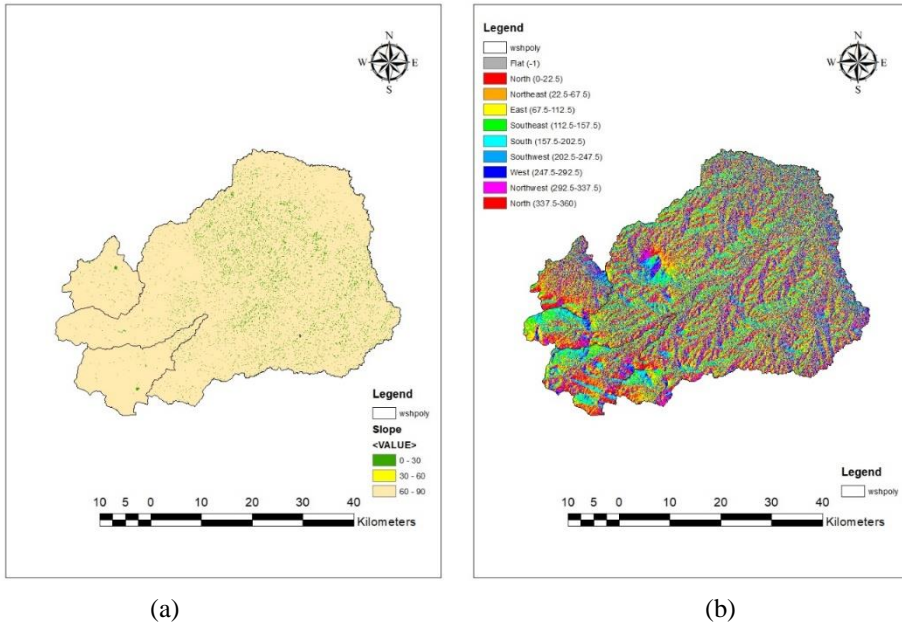 N
W E
S
Legend
wshpoly
Slope
<VALUE>
0 - 30
30 - 60
60 - 90
10 5 0 10 20 30 40
Kilometers
(a)
Legend
wshpoly
Flat (-1)
North (0-22.5)
Northeast (22.5-67.5)
East (67.5-112.5)
Southeast (112.5-157.5)
South (157.5-202.5)
Southwest (202.5-247.5)
West (247.5-292.5)
Northwest (292.5-337.5)
North (337.5-360)
N
W E
S
Legend
wshpoly
10 5 0 10 20 30 40
Kilometers
(b)